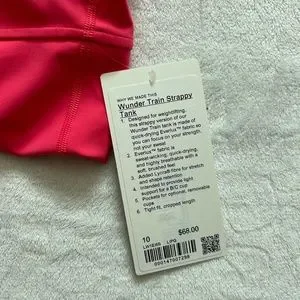 WHY WE MADE THIS
Wunder Train Strappy
Tank
1. Designed for weightlifting,
this strappy version of our
Wunder Train tank is made of
quick-drying Everlux™ fabric so
you can focus on your strength,
not your sweat
2. Everlux™ fabric is
sweat-wicking, quick-drying,
and highly breathable with a
soft, brushed feel
3. Added Lycra® fibre for stretch
and shape retention
4. Intended to provide light
support for a B/C cup
5. Pockets for optional, removable
cups
6. Tight fit, cropped length
10 $68.00